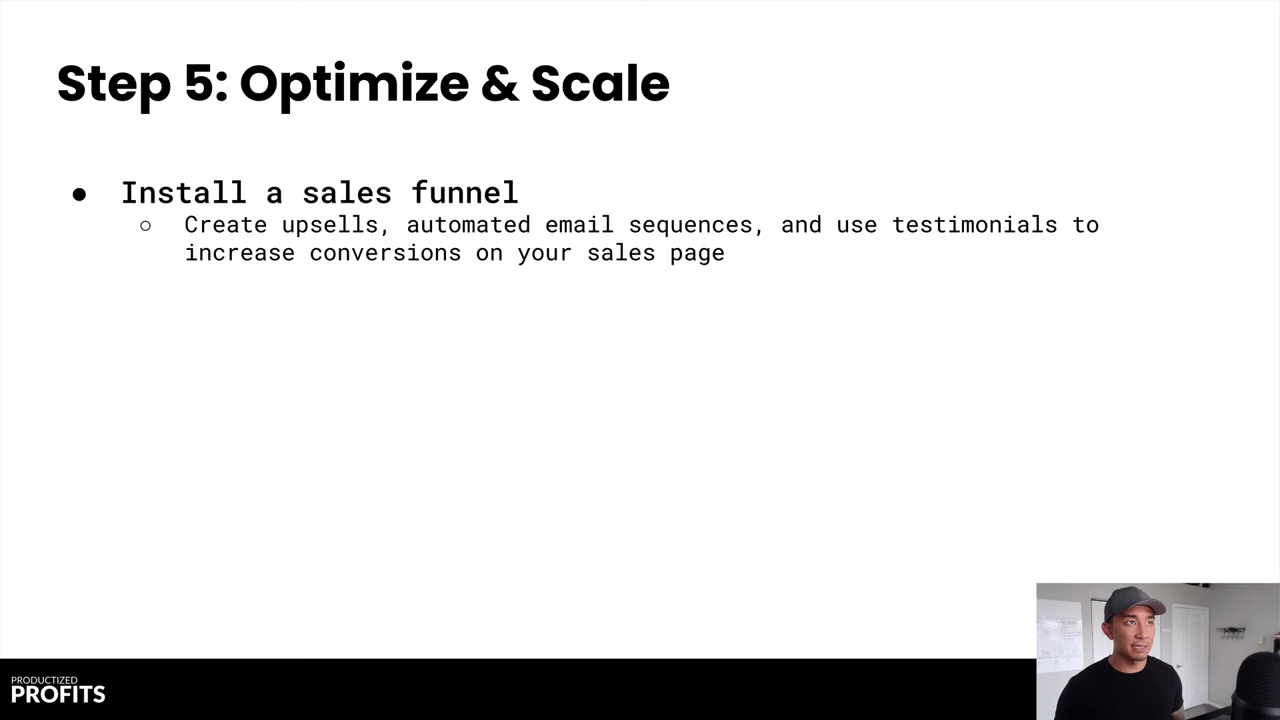 Step 5: Optimize & Scale
● Install a sales funnel
○ Create upsells, automated email sequences, and use testimonials to
increase conversions on your sales page
PRODUCTIZED
PROFITS